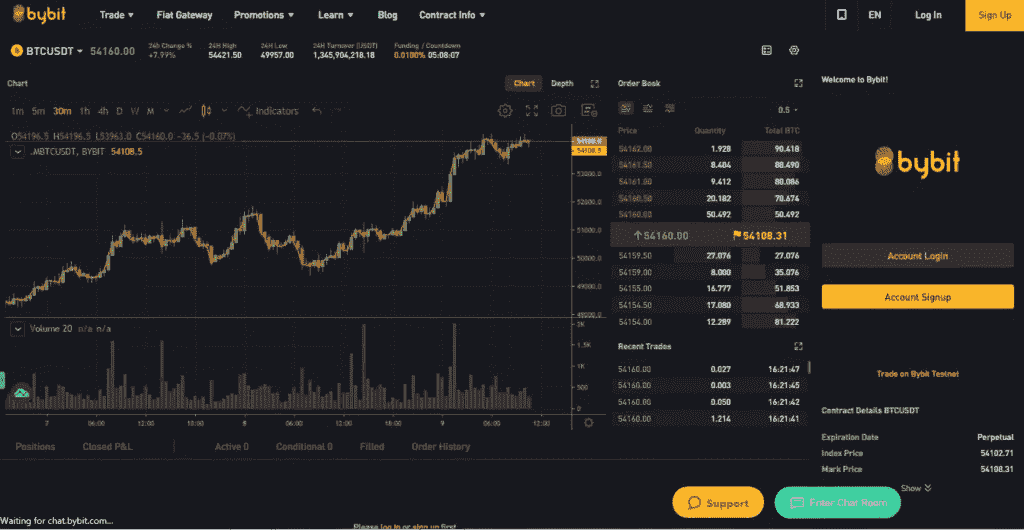 bybit Trade Fiat Gateway Promotions Learn Blog Contract Info EN Log In Sign Up
BTCUSDT 54160.00
24h Change % +7.99%
24H High 54421.50
24H Low 49957.00
24H Turnover (USDT) 1,345,904,218.18
Funding / Countdown 0.0100% 05:08:07
Chart
Chart Depth
1m 5m 30m 1h 4h D W M Indicators
O54196.5 H54196.5 L53963.0 C54160.0 -36.5 (-0.07%)
.MBTCUSDT, BYBIT 54108.5
54160.0
54108.5
53000.0
52000.0
51000.0
50000.0
49000.0
48000.0
Volume 20 n/a n/a
2K
1.5K
1K
500
0
7 06:00 12:00 18:00 8 06:00 12:00 18:00 9 06:00 12:00
Positions Closed P&L Active 0 Conditional 0 Filled Order History
Order Book
0.5
Price Quantity Total BTC
54162.00 1.928 90.418
54161.50 8.404 88.490
54161.00 9.412 80.086
54160.50 20.182 70.674
54160.00 50.492 50.492
54160.00 54108.31
54159.50 27.076 27.076
54159.00 8.000 35.076
54155.00 16.777 51.853
54154.50 17.080 68.933
54154.00 12.289 81.222
Recent Trades
54160.00 0.027 16:21:47
54160.00 0.003 16:21:45
54160.00 0.050 16:21:42
54160.00 1.214 16:21:41
Welcome to Bybit!
bybit
Account Login
Account Signup
Trade on Bybit Testnet
Contract Details BTCUSDT
Expiration Date Perpetual
Index Price 54102.71
Mark Price 54108.31
Show
Support
Enter Chat Room
Waiting for chat.bybit.com...
Please log in or sign up first